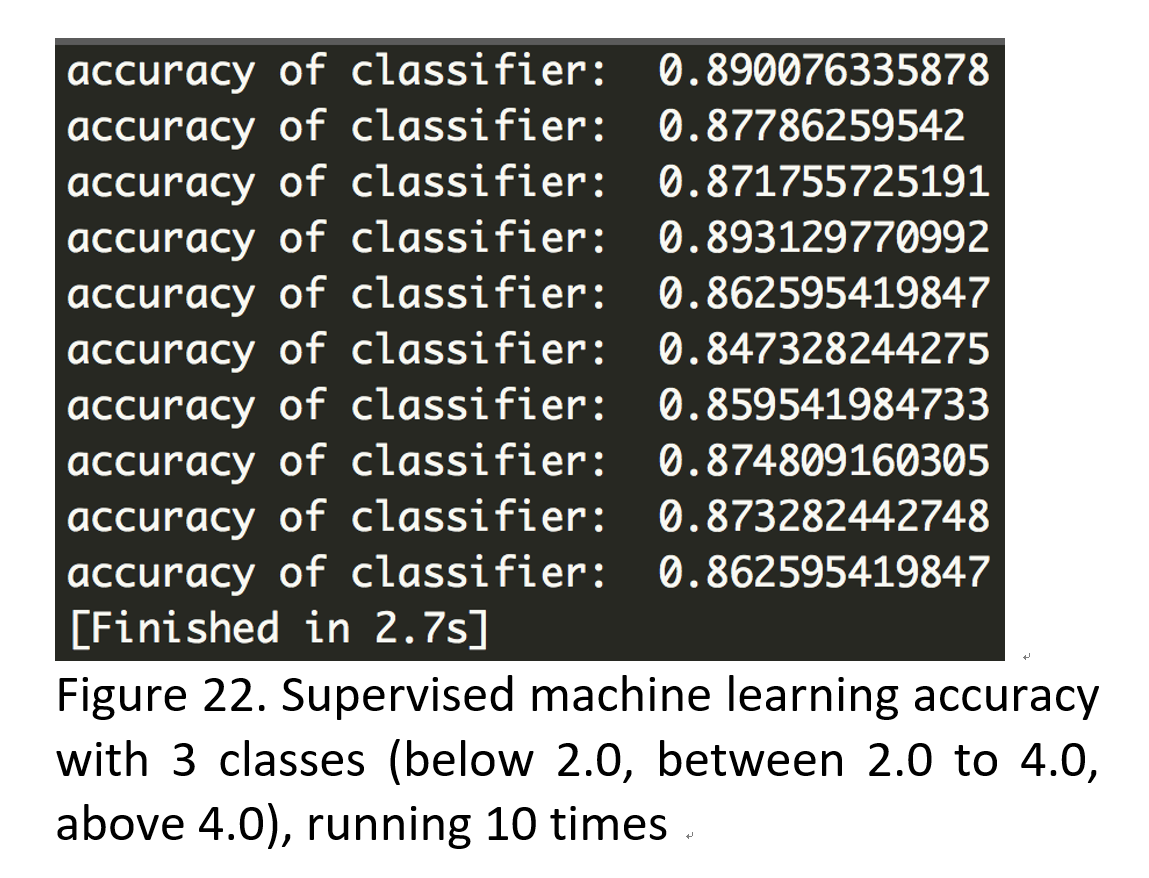 accuracy of classifier:  0.890076335878
accuracy of classifier:  0.87786259542
accuracy of classifier:  0.871755725191
accuracy of classifier:  0.893129770992
accuracy of classifier:  0.862595419847
accuracy of classifier:  0.847328244275
accuracy of classifier:  0.859541984733
accuracy of classifier:  0.874809160305
accuracy of classifier:  0.873282442748
accuracy of classifier:  0.862595419847
[Finished in 2.7s]
Figure 22. Supervised machine learning accuracy
with 3 classes (below 2.0, between 2.0 to 4.0,
above 4.0), running 10 times